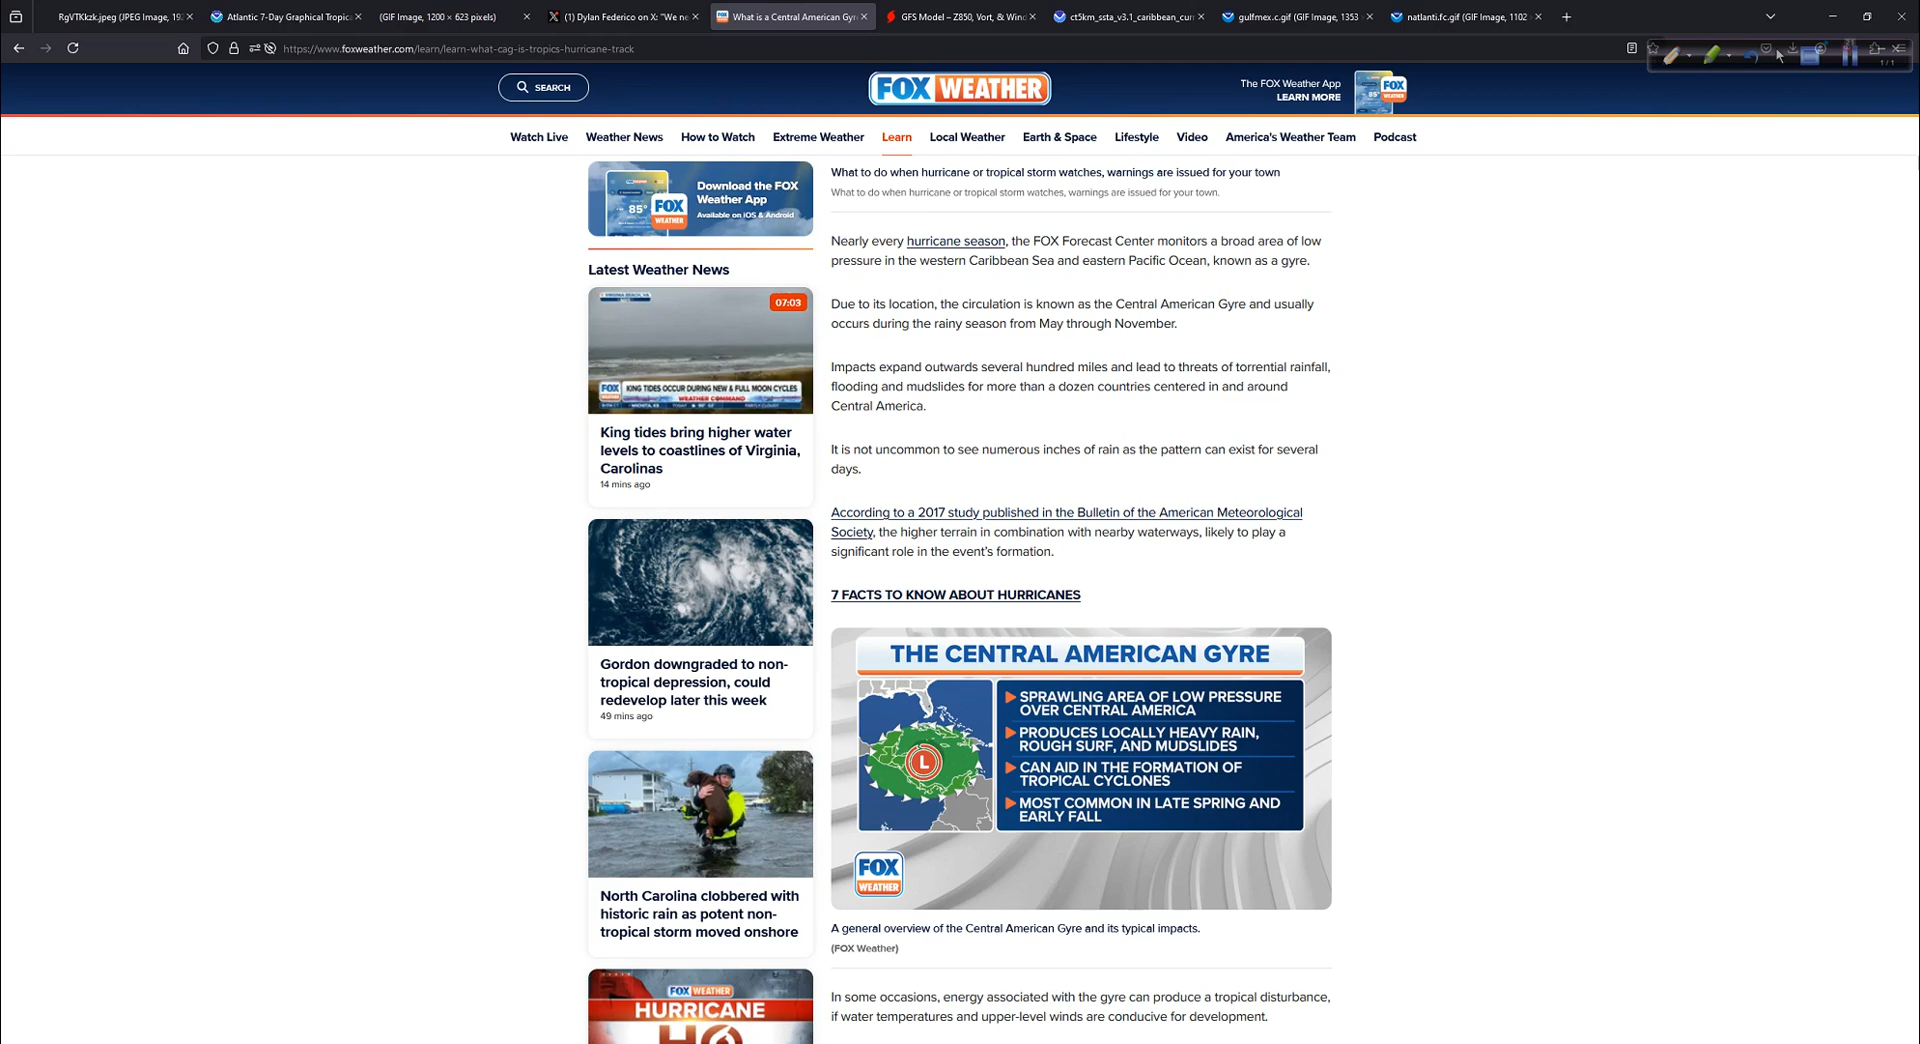 RgVTKkzk.jpeg (JPEG Image, 19
Atlantic 7-Day Graphical Tropic
(GIF Image, 1200 × 623 pixels)
(1) Dylan Federico on X: "We ne
What is a Central American Gyr
GFS Model – Z850, Vort, & Wind
ct5km_ssta_v3.1_caribbean_curr
gulfmex.c.gif (GIF Image, 1353
natlanti.fc.gif (GIF Image, 1102
https://www.foxweather.com/learn/learn-what-cag-is-tropics-hurricane-track
1 / 1
SEARCH
FOX WEATHER
The FOX Weather App
LEARN MORE
85°
FOX
WEATHER
Watch Live
Weather News
How to Watch
Extreme Weather
Learn
Local Weather
Earth & Space
Lifestyle
Video
America's Weather Team
Podcast
Download the FOX
Weather App
Available on iOS & Android
85°
FOX
WEATHER
Latest Weather News
07:03
FOX
WEATHER
KING TIDES OCCUR DURING NEW & FULL MOON CYCLES
WEATHER COMMAND
King tides bring higher water
levels to coastlines of Virginia,
Carolinas
14 mins ago
Gordon downgraded to non-
tropical depression, could
redevelop later this week
49 mins ago
North Carolina clobbered with
historic rain as potent non-
tropical storm moved onshore
FOX WEATHER
HURRICANE
HQ
What to do when hurricane or tropical storm watches, warnings are issued for your town
What to do when hurricane or tropical storm watches, warnings are issued for your town.
Nearly every hurricane season, the FOX Forecast Center monitors a broad area of low
pressure in the western Caribbean Sea and eastern Pacific Ocean, known as a gyre.
Due to its location, the circulation is known as the Central American Gyre and usually
occurs during the rainy season from May through November.
Impacts expand outwards several hundred miles and lead to threats of torrential rainfall,
flooding and mudslides for more than a dozen countries centered in and around
Central America.
It is not uncommon to see numerous inches of rain as the pattern can exist for several
days.
According to a 2017 study published in the Bulletin of the American Meteorological
Society, the higher terrain in combination with nearby waterways, likely to play a
significant role in the event's formation.
7 FACTS TO KNOW ABOUT HURRICANES
THE CENTRAL AMERICAN GYRE
L
SPRAWLING AREA OF LOW PRESSURE
OVER CENTRAL AMERICA
PRODUCES LOCALLY HEAVY RAIN,
ROUGH SURF, AND MUDSLIDES
CAN AID IN THE FORMATION OF
TROPICAL CYCLONES
MOST COMMON IN LATE SPRING AND
EARLY FALL
FOX
WEATHER
A general overview of the Central American Gyre and its typical impacts.
(FOX Weather)
In some occasions, energy associated with the gyre can produce a tropical disturbance,
if water temperatures and upper-level winds are conducive for development.